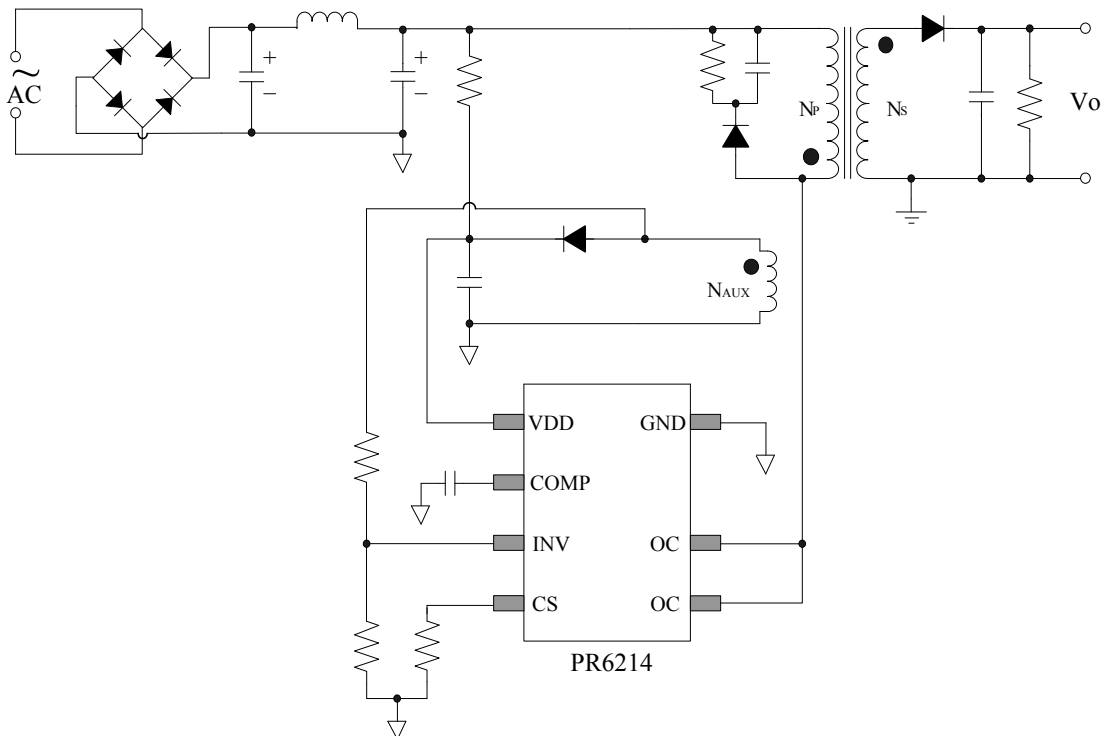 ~
AC
+
−
+
−
NP
NS
Vo
NAUX
VDD
GND
COMP
INV
OC
CS
OC
PR6214